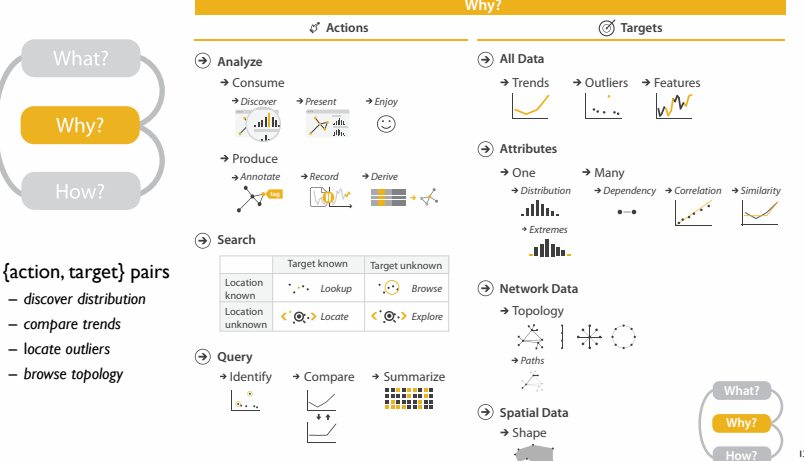 Why?
What?
Why?
How?
{action, target} pairs
– discover distribution
– compare trends
– locate outliers
– browse topology
Actions
Analyze
Consume
Discover
Present
Enjoy
Produce
Annotate
Record
Derive
tag
Search
Target known
Target unknown
Location
known
Lookup
Browse
Location
unknown
Locate
Explore
Query
Identify
Compare
Summarize
Targets
All Data
Trends
Outliers
Features
Attributes
One
Many
Distribution
Dependency
Correlation
Similarity
Extremes
Network Data
Topology
Paths
Spatial Data
Shape
What?
Why?
How?